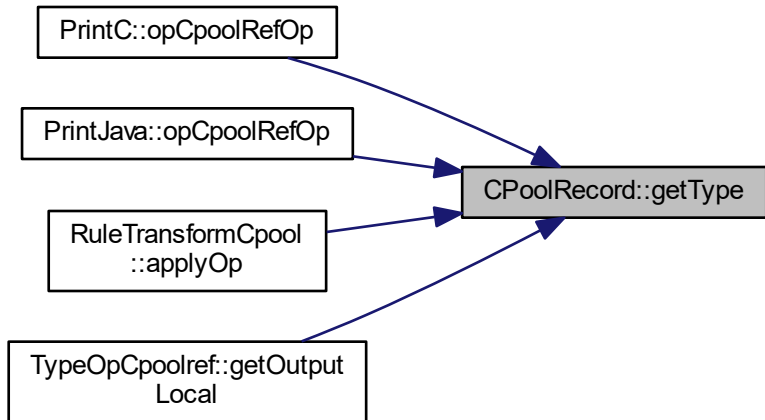 PrintC::opCpoolRefOp
PrintJava::opCpoolRefOp
CPoolRecord::getType
RuleTransformCpool
::applyOp
TypeOpCpoolref::getOutput
Local